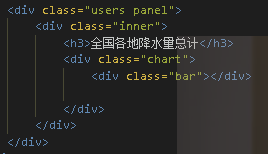 <div class="users panel">
<div class="inner">
<h3>全国各地降水量总计</h3>
<div class="chart">
<div class="bar"></div>
</div>
</div>
</div>